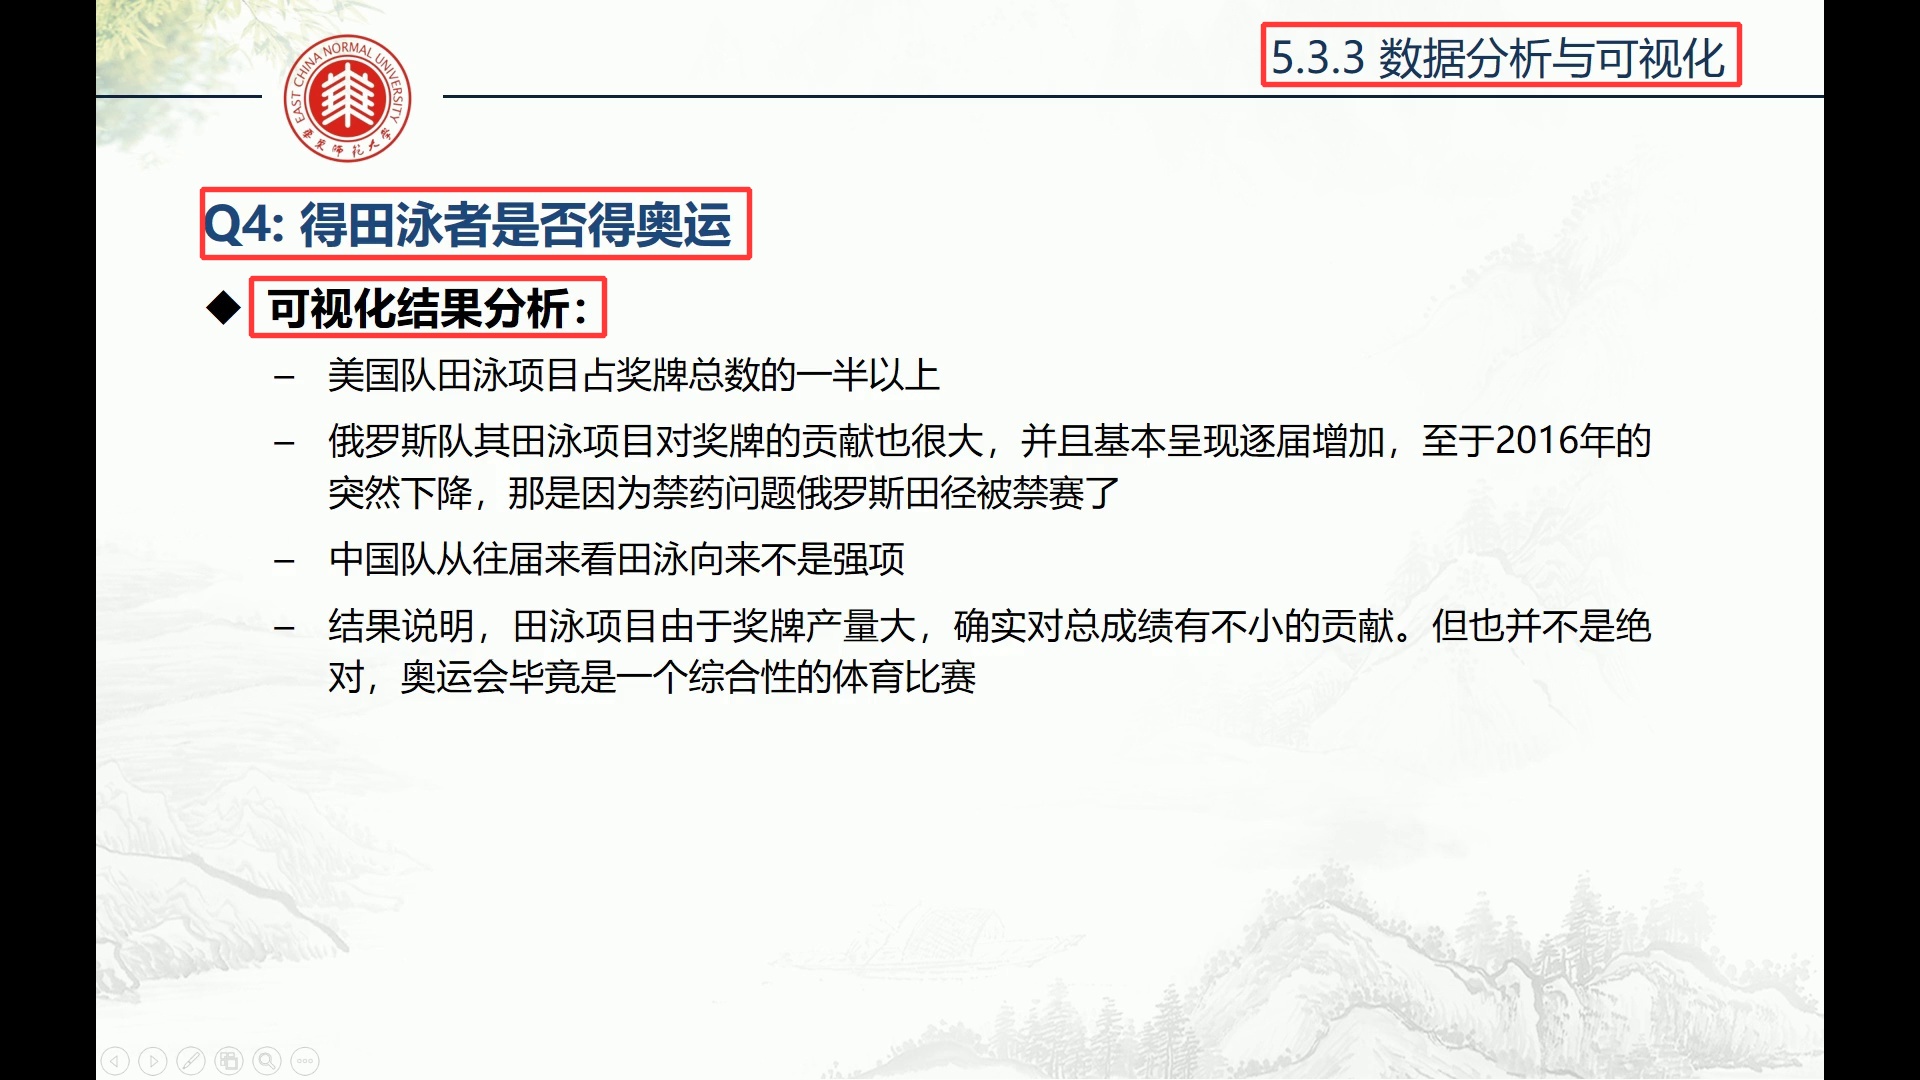 EAST CHINA NORMAL UNIVERSITY
华东师范大学
5.3.3 数据分析与可视化
Q4: 得田泳者是否得奥运
◆ 可视化结果分析：
– 美国队田泳项目占奖牌总数的一半以上
– 俄罗斯队其田泳项目对奖牌的贡献也很大，并且基本呈现逐届增加，至于2016年的
突然下降，那是因为禁药问题俄罗斯田径被禁赛了
– 中国队从往届来看田泳向来不是强项
– 结果说明，田泳项目由于奖牌产量大，确实对总成绩有不小的贡献。但也并不是绝
对，奥运会毕竟是一个综合性的体育比赛